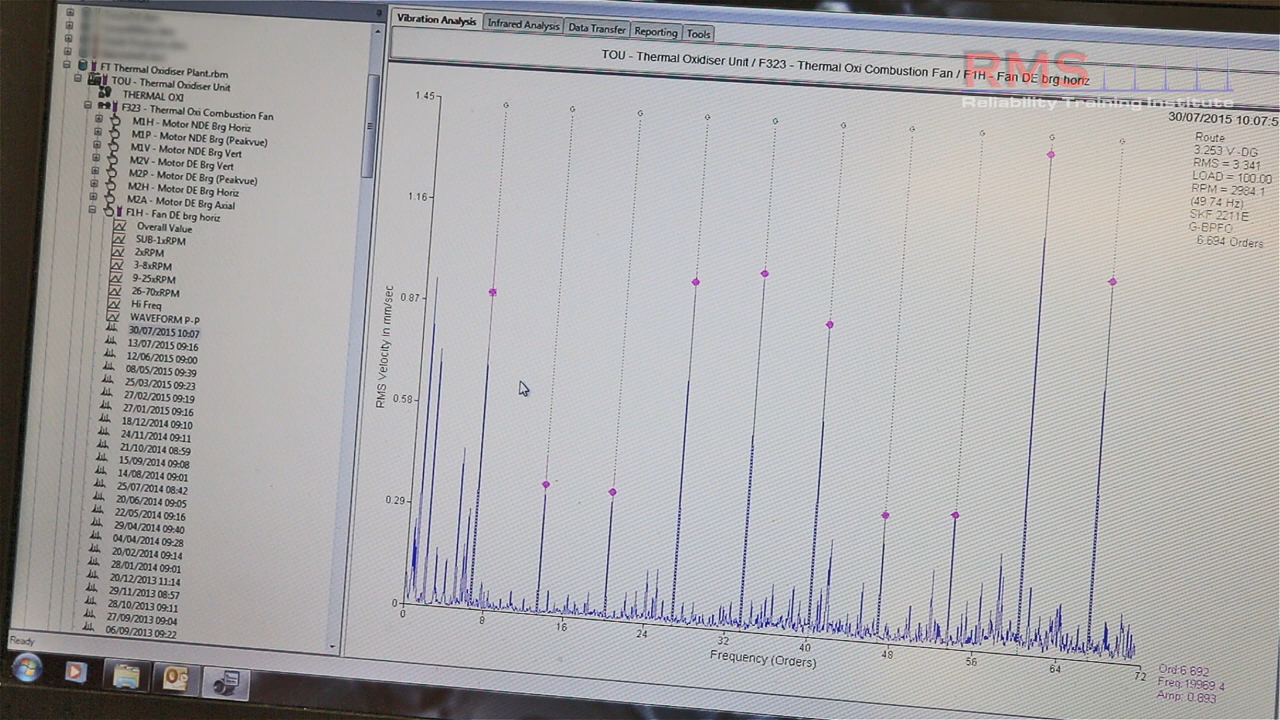 Vibration Analysis
Infrared Analysis
Data Transfer
Reporting
Tools
FT Thermal Oxidiser Plant.rbm
TOU - Thermal Oxidiser Unit
THERMAL OXI
F323 - Thermal Oxi Combustion Fan
M1H - Motor NDE Brg Horiz
M1P - Motor NDE Brg (Peakvue)
M1V - Motor NDE Brg Vert
M2V - Motor DE Brg Vert
M2P - Motor DE Brg (Peakvue)
M2H - Motor DE Brg Horiz
M2A - Motor DE Brg Axial
F1H - Fan DE brg horiz
Overall Value
SUB-1xRPM
2xRPM
3-8xRPM
9-25xRPM
26-70xRPM
Hi Freq
WAVEFORM P-P
30/07/2015 10:07
13/07/2015 09:16
12/06/2015 09:00
08/05/2015 09:39
25/03/2015 09:23
27/02/2015 09:19
27/01/2015 09:16
18/12/2014 09:10
24/11/2014 09:11
21/10/2014 08:59
15/09/2014 09:08
14/08/2014 09:01
25/07/2014 08:42
20/06/2014 09:05
22/05/2014 09:16
29/04/2014 09:40
04/04/2014 09:28
20/02/2014 09:14
28/01/2014 09:01
20/12/2013 11:14
29/11/2013 08:57
28/10/2013 09:11
27/09/2013 09:04
06/09/2013 09:22
Ready
TOU - Thermal Oxidiser Unit / F323 - Thermal Oxi Combustion Fan / F1H - Fan DE brg horiz
RMS
Reliability Training Institute
30/07/2015 10:07:5
Route
3.253 V-DG
RMS = 3.341
LOAD = 100.00
RPM = 2984.1
(49.74 Hz)
SKF 2211E
G-BPFO
6.694 Orders
G G G G G G G G G G
1.45
1.16
0.87
0.58
0.29
0
RMS Velocity in mm/sec
0 8 16 24 32 40 48 56 64 72
Frequency (Orders)
Ord:6.692
Freq:19969.4
Amp: 0.893